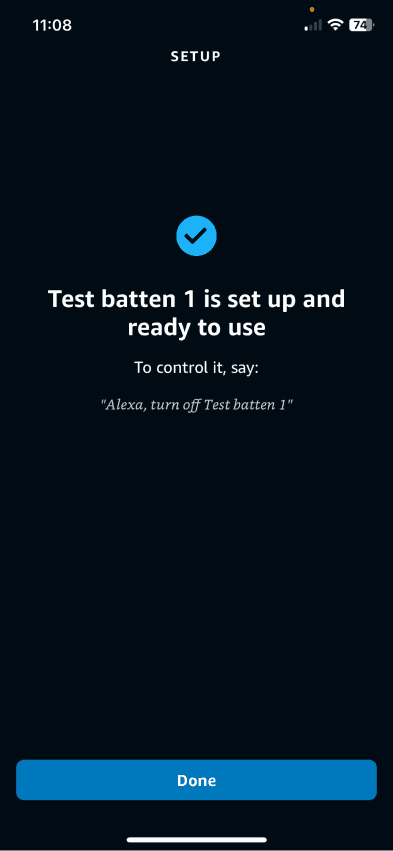 11:08
74
SETUP
Test batten 1 is set up and
ready to use
To control it, say:
"Alexa, turn off Test batten 1"
Done